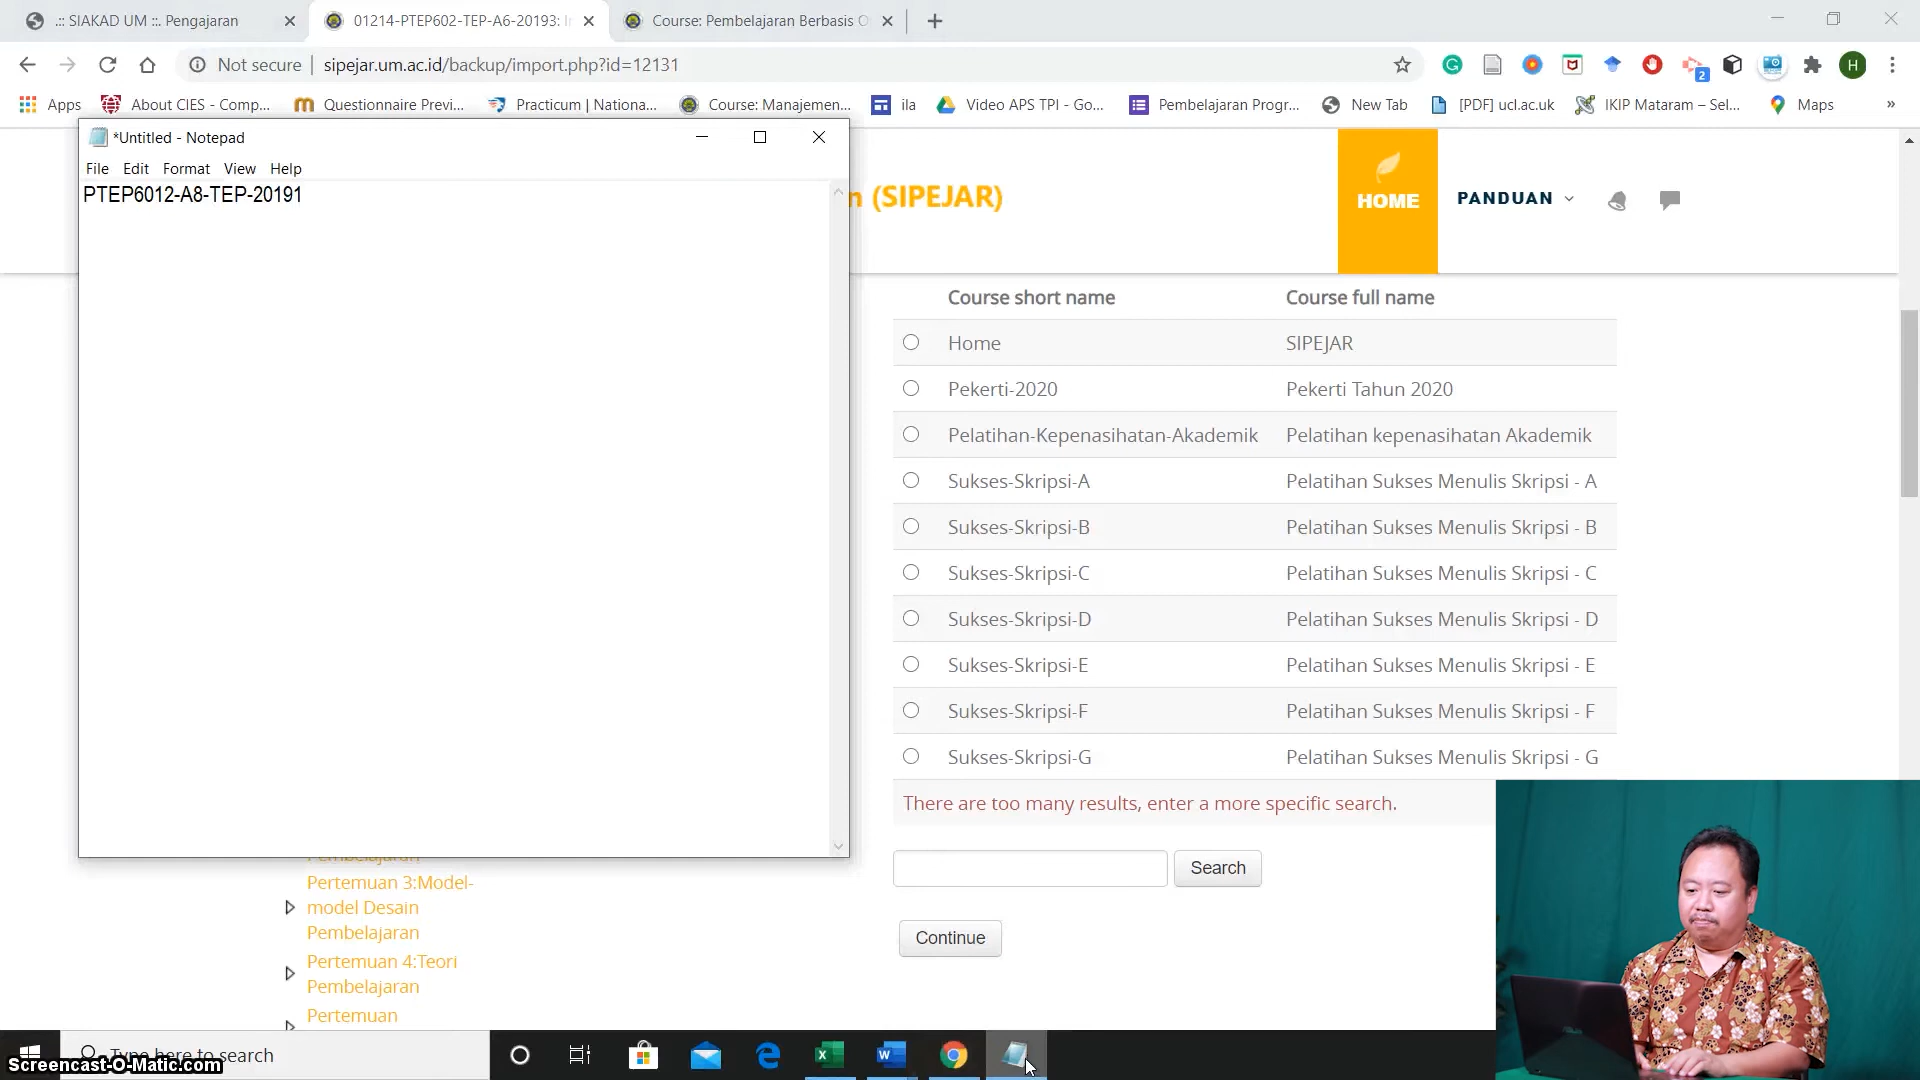 .:: SIAKAD UM ::. Pengajaran
01214-PTEP602-TEP-A6-20193: I
Course: Pembelajaran Berbasis O
Not secure
sipejar.um.ac.id/backup/import.php?id=12131
2
H
Apps
About CIES - Comp...
Questionnaire Previ...
Practicum | Nationa...
Course: Manajemen...
ila
Video APS TPI - Go...
Pembelajaran Progr...
New Tab
[PDF] ucl.ac.uk
IKIP Mataram – Sel...
Maps
»
*Untitled - Notepad
File Edit Format View Help
PTEP6012-A8-TEP-20191
n (SIPEJAR)
HOME
PANDUAN
Course short name Course full name
Home SIPEJAR
Pekerti-2020 Pekerti Tahun 2020
Pelatihan-Kepenasihatan-Akademik Pelatihan kepenasihatan Akademik
Sukses-Skripsi-A Pelatihan Sukses Menulis Skripsi - A
Sukses-Skripsi-B Pelatihan Sukses Menulis Skripsi - B
Sukses-Skripsi-C Pelatihan Sukses Menulis Skripsi - C
Sukses-Skripsi-D Pelatihan Sukses Menulis Skripsi - D
Sukses-Skripsi-E Pelatihan Sukses Menulis Skripsi - E
Sukses-Skripsi-F Pelatihan Sukses Menulis Skripsi - F
Sukses-Skripsi-G Pelatihan Sukses Menulis Skripsi - G
There are too many results, enter a more specific search.
Search
Continue
Pembelajaran
Pertemuan 3:Model-
model Desain
Pembelajaran
Pertemuan 4:Teori
Pembelajaran
Pertemuan
Type here to search
Screencast-O-Matic.com